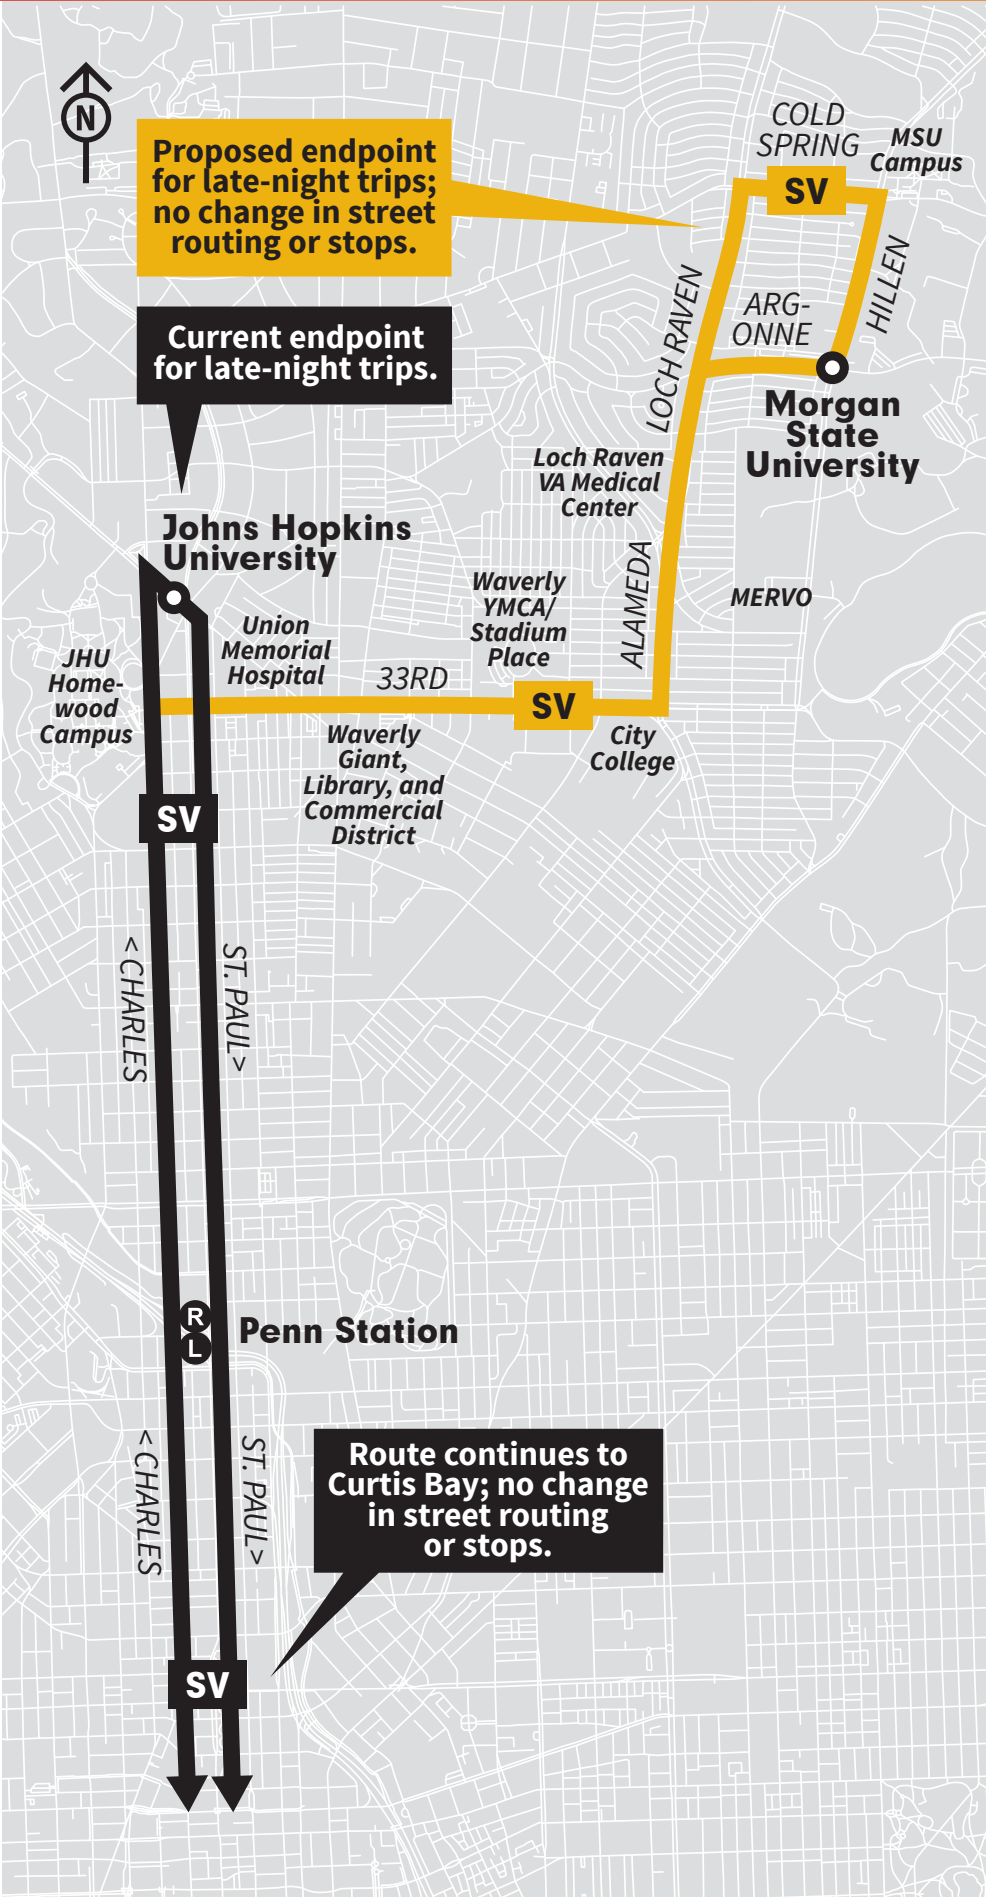 N
Proposed endpoint
for late-night trips;
no change in street
routing or stops.
COLD
SPRING
MSU
Campus
SV
Current endpoint
for late-night trips.
LOCH RAVEN
ARG-
ONNE
HILLEN
Morgan
State
University
Loch Raven
VA Medical
Center
Johns Hopkins
University
ALAMEDA
Waverly
YMCA/
Stadium
Place
MERVO
Union
Memorial
Hospital
JHU
Home-
wood
Campus
33RD
SV
Waverly
Giant,
Library, and
Commercial
District
City
College
SV
< CHARLES
ST. PAUL >
R
L
Penn Station
< CHARLES
ST. PAUL >
Route continues to
Curtis Bay; no change
in street routing
or stops.
SV